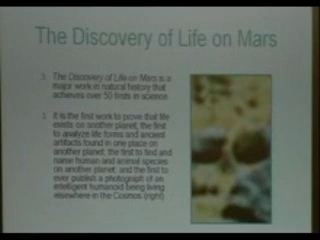 The Discovery of Life on Mars
The Discovery of Life on Mars is a
major work in natural history that
achieves over 50 firsts in science.
It is the first work to prove that life
exists on another planet; the first
to analyze life forms and ancient
artifacts found in one place on
another planet; the first to find and
name human and animal species
on another planet; and the first to
ever publish a photograph of an
intelligent humanoid being living
elsewhere in the Cosmos (right)